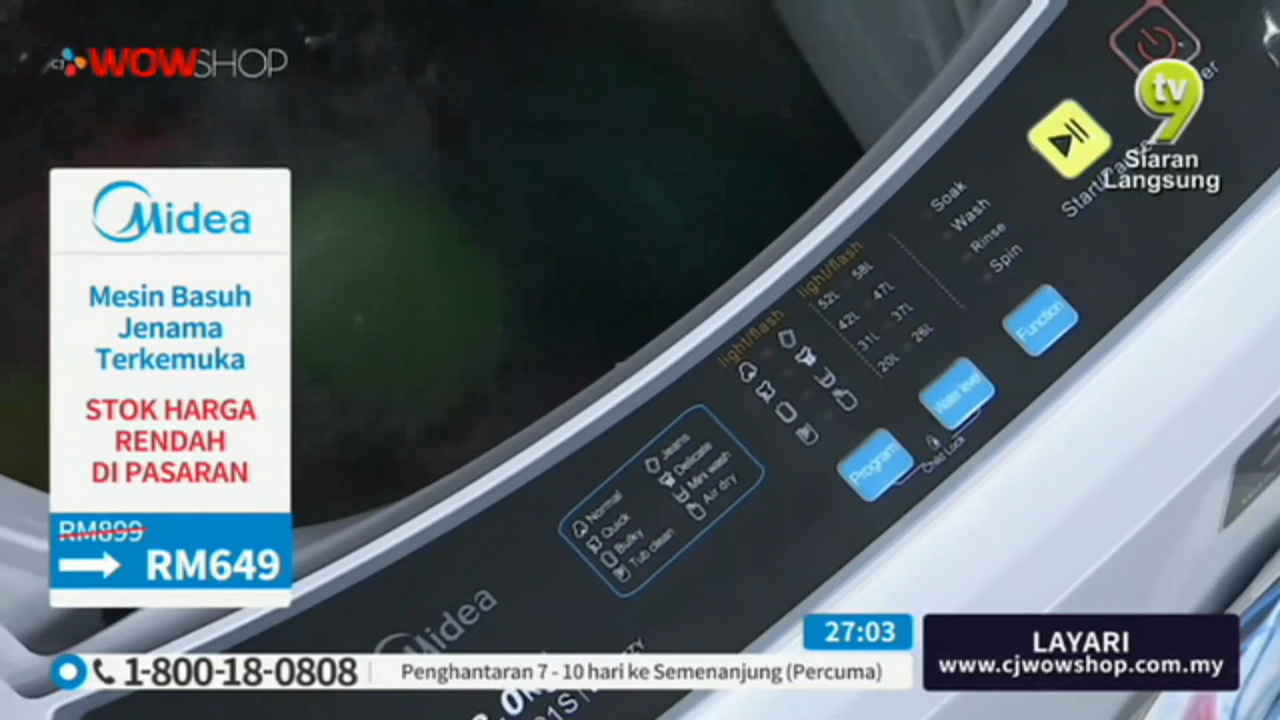 CJ WOWSHOP
tv9
Siaran
Langsung
Midea
Mesin Basuh
Jenama
Terkemuka
STOK HARGA
RENDAH
DI PASARAN
RM899
RM649
Start/Pause
Soak
Wash
Rinse
Spin
light/flash
58L
52L
47L
42L
37L
31L
26L
20L
light/flash
Function
Water level
Program
Child Lock
Jeans
Delicate
Mini wash
Air dry
Normal
Quick
Bulky
Tub clean
Midea
27:03
1-800-18-0808
Penghantaran 7 - 10 hari ke Semenanjung (Percuma)
LAYARI
www.cjwowshop.com.my